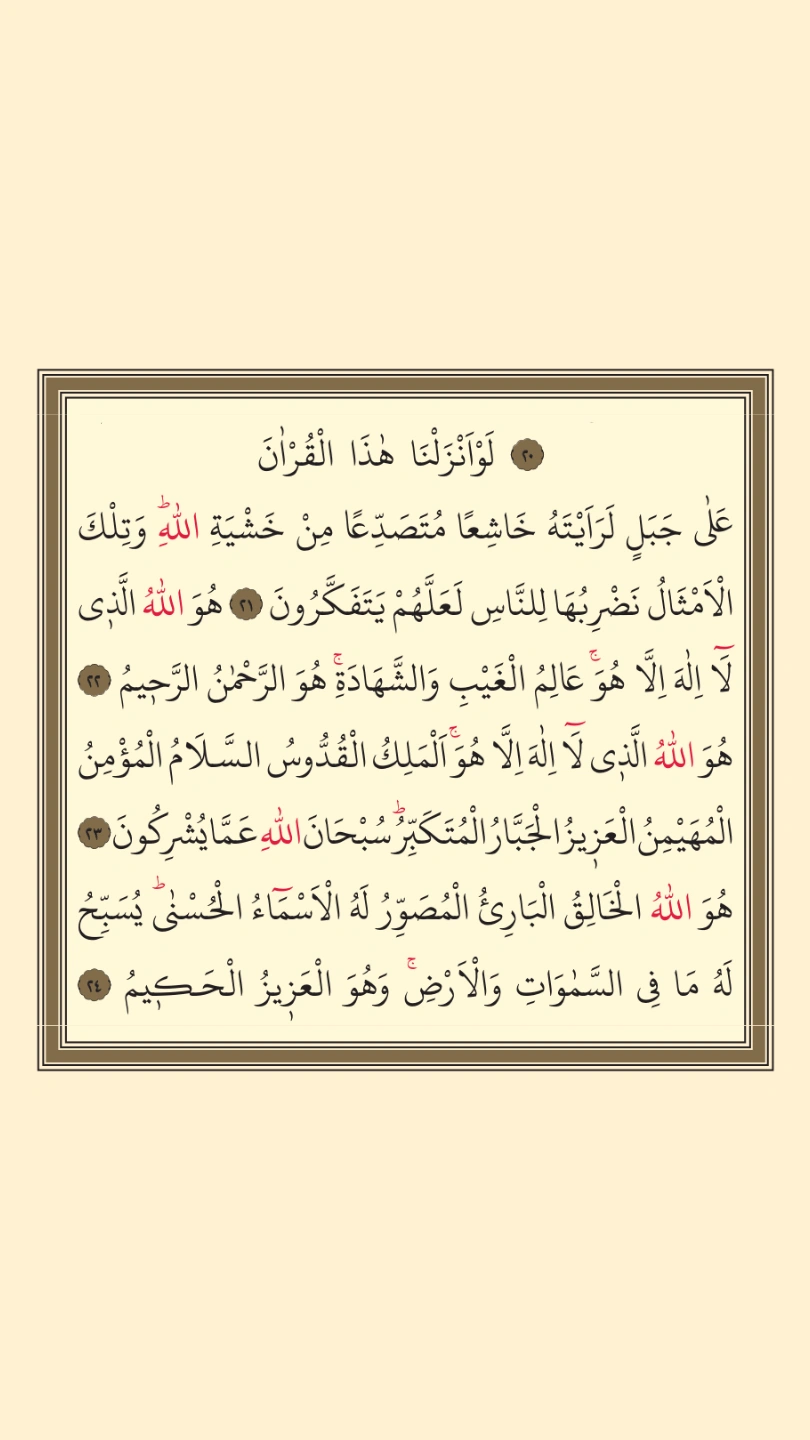 ﴿٢٠﴾ لَوْ اَنْزَلْنَا هٰذَا الْقُرْاٰنَ
عَلٰى جَبَلٍ لَرَاَيْتَهُ خَاشِعًا مُتَصَدِّعًا مِنْ خَشْيَةِ اللّٰهِۜ وَتِلْكَ
الْاَمْثَالُ نَضْرِبُهَا لِلنَّاسِ لَعَلَّهُمْ يَتَفَكَّرُونَ ﴿٢١﴾ هُوَ اللّٰهُ الَّذ۪ى
لَٓا اِلٰهَ اِلَّا هُوَۚ عَالِمُ الْغَيْبِ وَالشَّهَادَةِۚ هُوَ الرَّحْمٰنُ الرَّح۪يمُ ﴿٢٢﴾
هُوَ اللّٰهُ الَّذ۪ى لَٓا اِلٰهَ اِلَّا هُوَۚ اَلْمَلِكُ الْقُدُّوسُ السَّلَامُ الْمُؤْمِنُ
الْمُهَيْمِنُ الْعَز۪يزُ الْجَبَّارُ الْمُتَكَبِّرُۜ سُبْحَانَ اللّٰهِ عَمَّا يُشْرِكُونَ ﴿٢٣﴾
هُوَ اللّٰهُ الْخَالِقُ الْبَارِئُ الْمُصَوِّرُ لَهُ الْاَسْمَٓاءُ الْحُسْنٰىۜ يُسَبِّحُ
لَهُ مَا فِى السَّمٰوَاتِ وَالْاَرْضِۚ وَهُوَ الْعَز۪يزُ الْحَك۪يمُ ﴿٢٤﴾